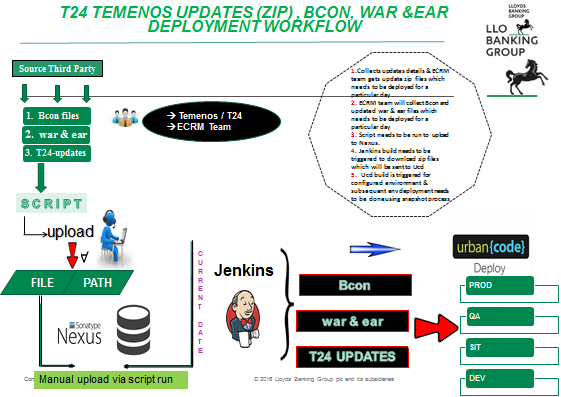 T24 TEMENOS UPDATES (ZIP) , BCON, WAR &EAR
DEPLOYMENT WORKFLOW
LLOYDS
BANKING
GROUP
LLO
BANKING
GROUP
Source Third Party
1. Bcon files
2. war & ear
3. T24-updates
→ Temenos / T24
→ ECRM Team
1.Collects updates details & ECRM
team gets update zip files which
needs to be deployed for a
particular day
2. ECRM team will collect Bcon and
updated war & ear files which
needs to be deployed for a
particular day
3. Script needs to be run to upload
to Nexus.
4. Jenkins build needs to be
triggered to download zip files
which will be sent to Ucd
5. Ucd build is triggered for
configured environment &
subsequent env deployment needs
to be done using snapshot process
SCRIPT
upload
∀
FILE PATH
Sonatype
Nexus
CURRENT DATE
Jenkins
Bcon
war & ear
T24 UPDATES
urban{code}
Deploy
PROD
QA
SIT
DEV
Manual upload via script run
© 2016 Lloyds Banking Group plc and its subsidiaries